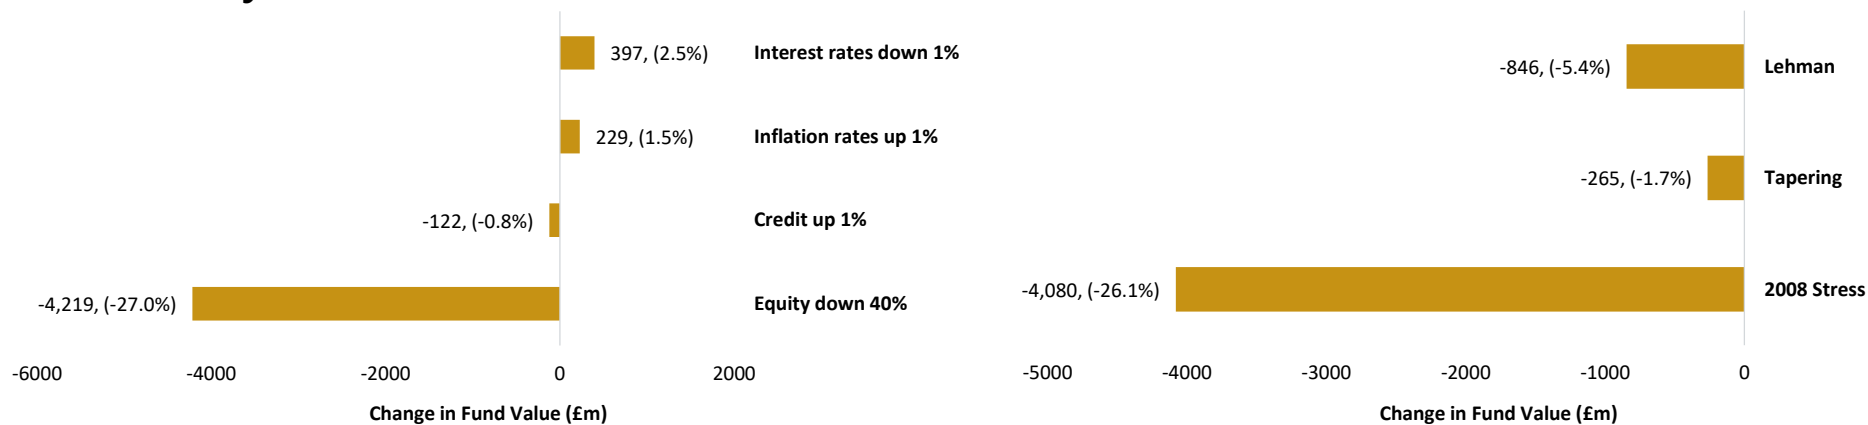 397, (2.5%) Interest rates down 1%
229, (1.5%) Inflation rates up 1%
-122, (-0.8%) Credit up 1%
-4,219, (-27.0%) Equity down 40%
-6000 -4000 -2000 0 2000
Change in Fund Value (£m)
-846, (-5.4%) Lehman
-265, (-1.7%) Tapering
-4,080, (-26.1%) 2008 Stress
-5000 -4000 -3000 -2000 -1000 0
Change in Fund Value (£m)